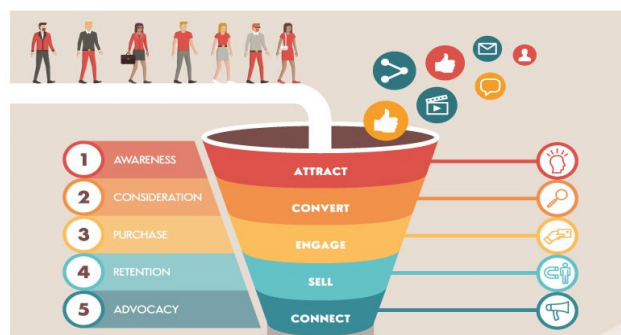 1 AWARENESS ATTRACT
2 CONSIDERATION CONVERT
3 PURCHASE ENGAGE
4 RETENTION SELL
5 ADVOCACY CONNECT